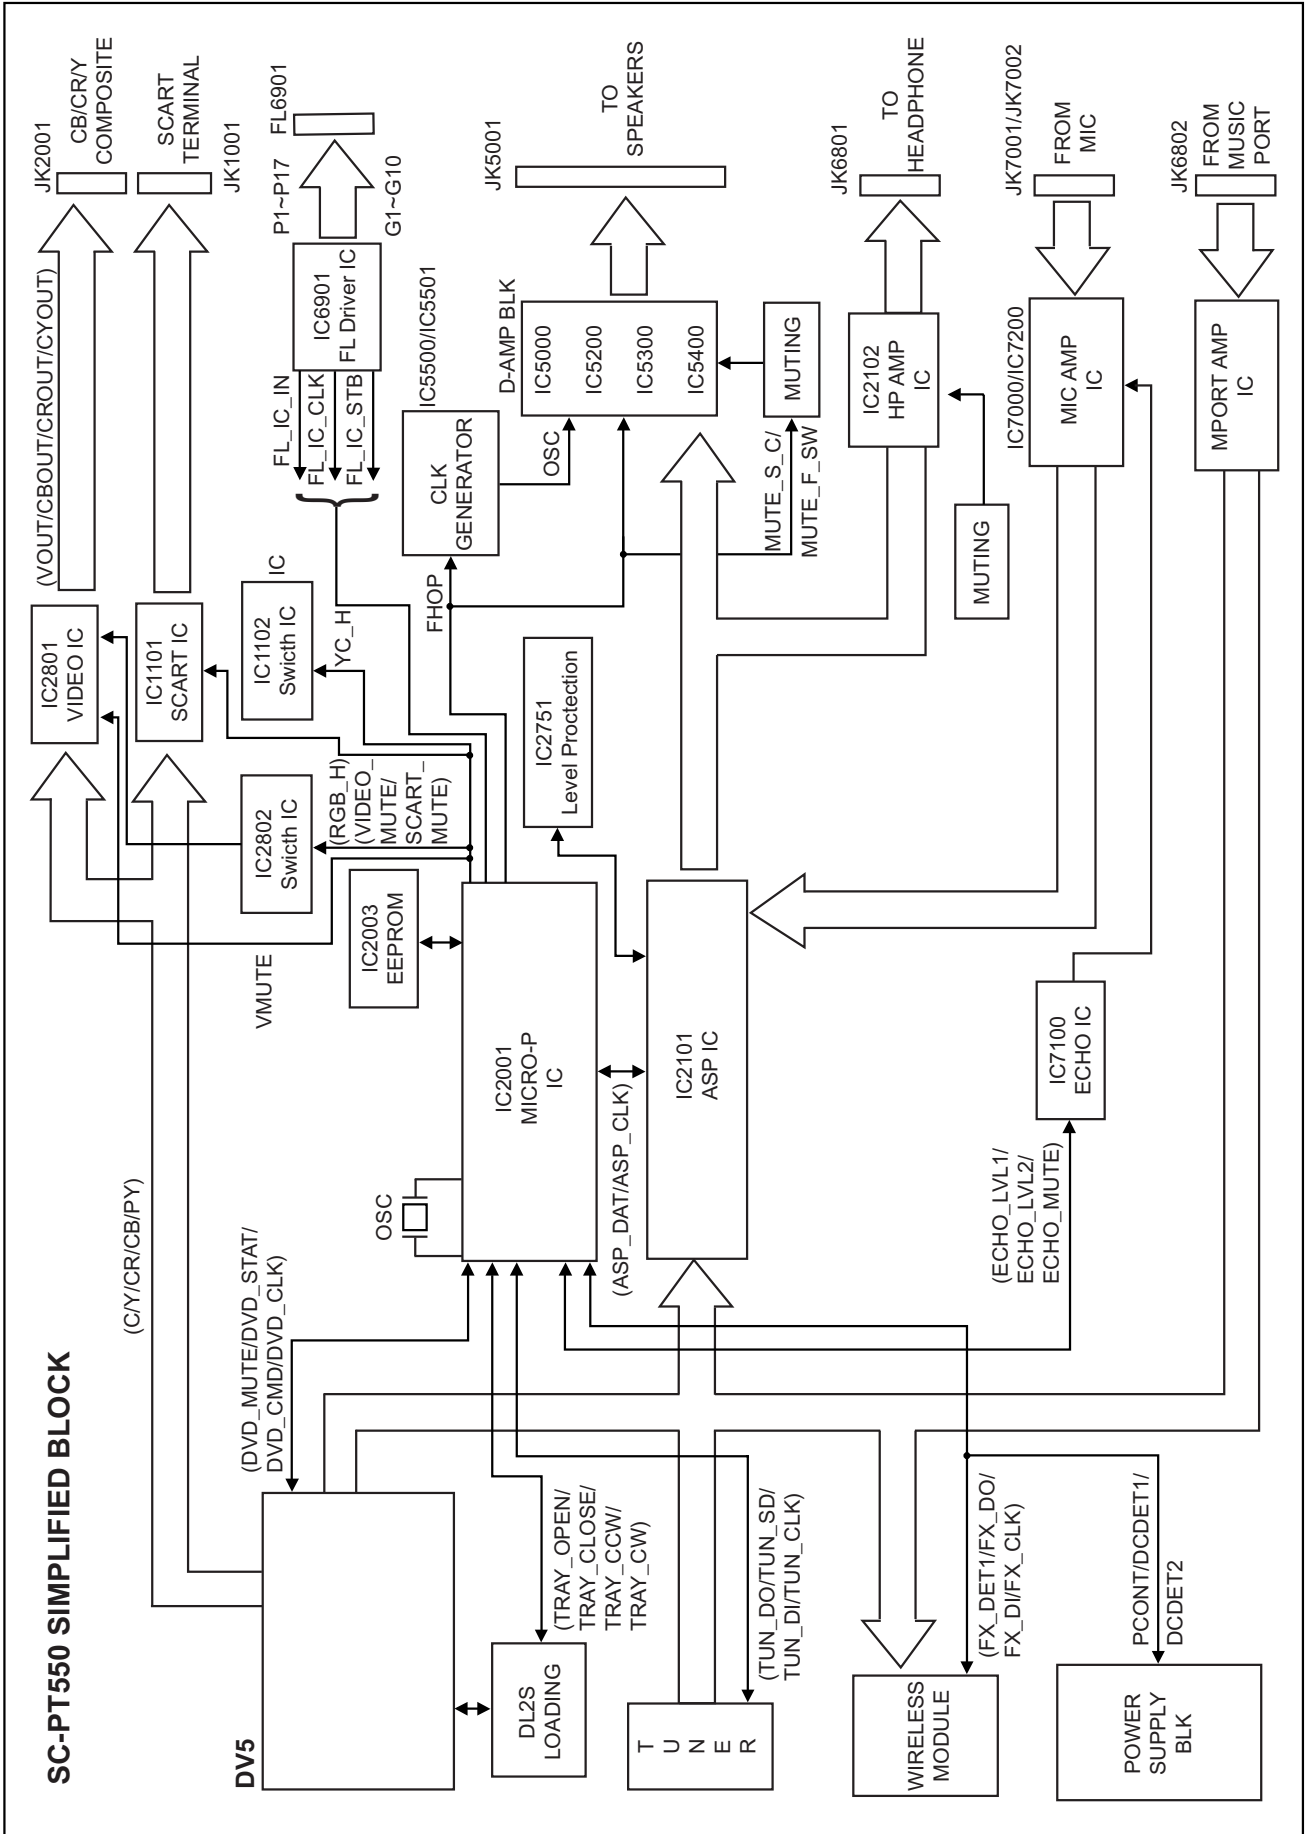 SC-PT550 SIMPLIFIED BLOCK
DV5
(C/Y/CR/CB/PY)
(DVD_MUTE/DVD_STAT/
DVD_CMD/DVD_CLK)
DL2S
LOADING
(TRAY_OPEN/
TRAY_CLOSE/
TRAY_CCW/
TRAY_CW)
T
U
N
E
R
(TUN_DO/TUN_SD/
TUN_DI/TUN_CLK)
WIRELESS
MODULE
(FX_DET1/FX_DO/
FX_DI/FX_CLK)
POWER
SUPPLY
BLK
PCONT/DCDET1/
DCDET2
OSC
IC2001
MICRO-P
IC
(ASP_DAT/ASP_CLK)
IC2101
ASP IC
(ECHO_LVL1/
ECHO_LVL2/
ECHO_MUTE)
IC7100
ECHO IC
VMUTE
IC2003
EEPROM
IC2802
Swicth IC
(RGB_H)
(VIDEO_
MUTE/
SCART_
MUTE)
IC2751
Level Proctection
IC2801
VIDEO IC
IC1101
SCART IC
IC1102
Swicth IC
IC
YC_H
FHOP
(VOUT/CBOUT/CROUT/CYOUT)
JK2001
CB/CR/Y
COMPOSITE
SCART
TERMINAL
JK1001
FL_IC_IN
FL_IC_CLK
FL_IC_STB
IC6901
FL Driver IC
P1~P17
G1~G10
FL6901
CLK
GENERATOR
IC5500/IC5501
OSC
D-AMP BLK
IC5000
IC5200
IC5300
IC5400
JK5001
TO
SPEAKERS
MUTING
MUTE_S_C/
MUTE_F_SW
IC2102
HP AMP
IC
JK6801
TO
HEADPHONE
MUTING
IC7000/IC7200
MIC AMP
IC
JK7001/JK7002
FROM
MIC
MPORT AMP
IC
JK6802
FROM
MUSIC
PORT